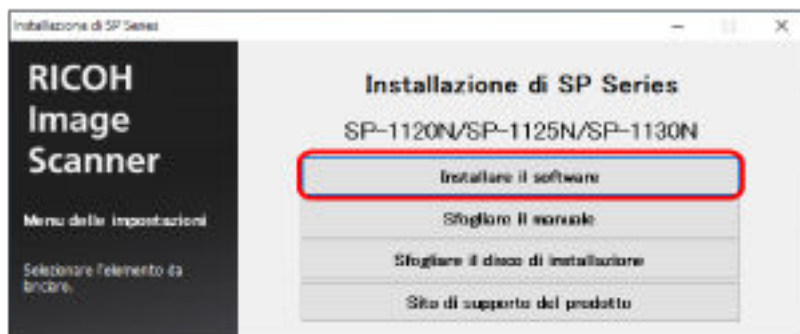 Installazione di SP Series
RICOH
Image
Scanner
Menu delle impostazioni
Selezionare l'elemento da
lanciare.
Installazione di SP Series
SP-1120N/SP-1125N/SP-1130N
Installare il software
Sfogliare il manuale
Sfogliare il disco di installazione
Sito di supporto del prodotto